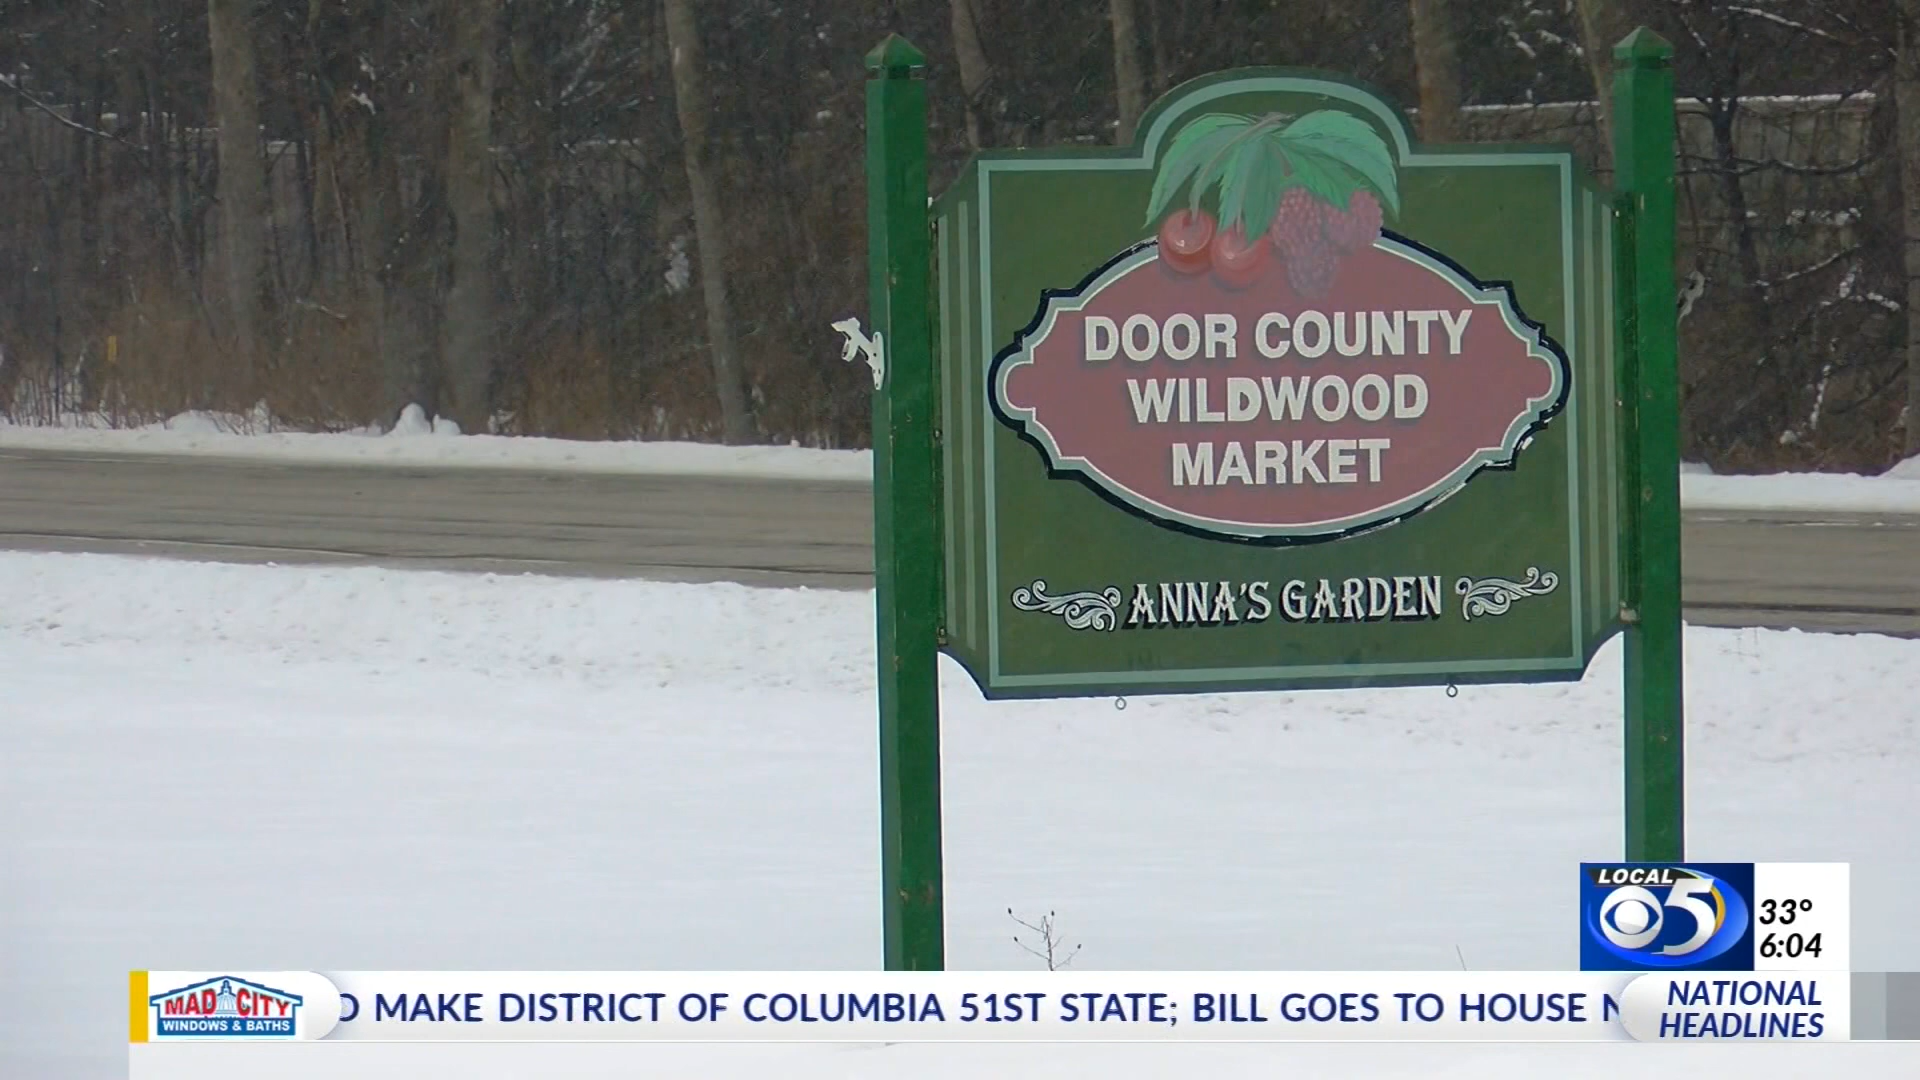 DOOR COUNTY
WILDWOOD
MARKET
ANNA'S GARDEN
LOCAL
5
33°
6:04
MAD CITY
WINDOWS & BATHS
MAKE DISTRICT OF COLUMBIA 51ST STATE; BILL GOES TO HOUSE
NATIONAL
HEADLINES